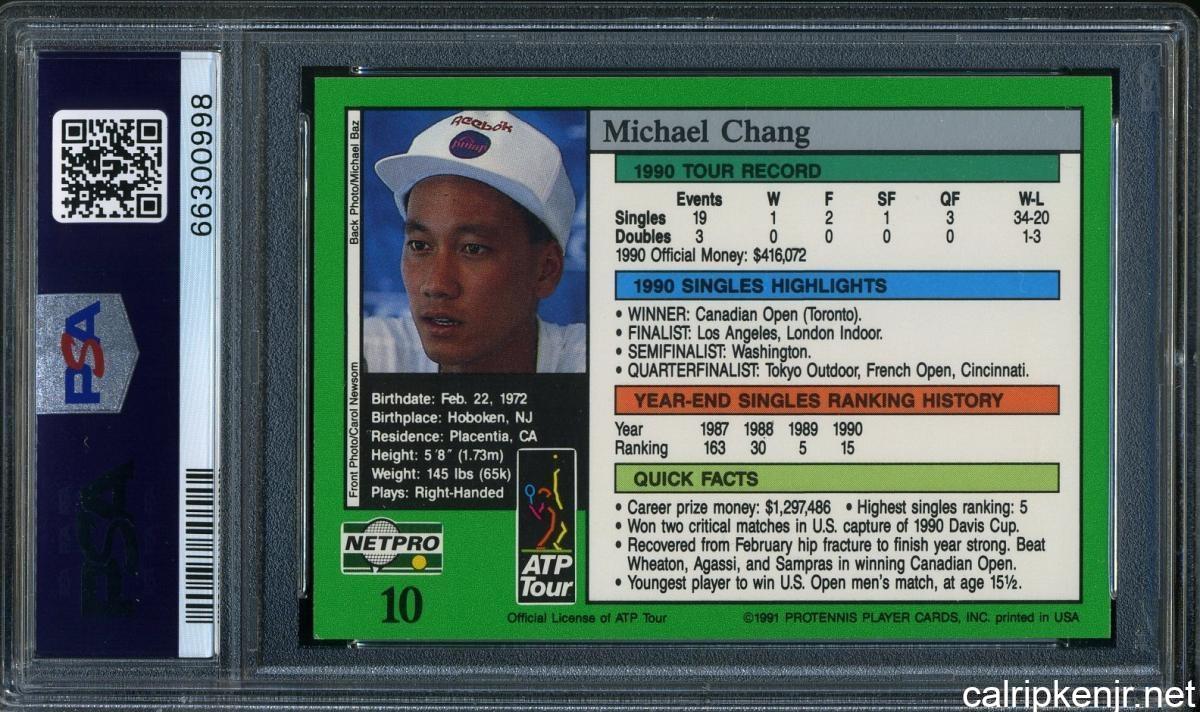 66300998
PSA
PSA
Back Photo/Michael Baz
Front Photo/Carol Newsom
Reebok
Pump
Birthdate: Feb. 22, 1972
Birthplace: Hoboken, NJ
Residence: Placentia, CA
Height: 5'8" (1.73m)
Weight: 145 lbs (65k)
Plays: Right-Handed
NETPRO
10
ATP
Tour
Michael Chang
1990 TOUR RECORD
Events W F SF QF W-L
Singles 19 1 2 1 3 34-20
Doubles 3 0 0 0 0 1-3
1990 Official Money: $416,072
1990 SINGLES HIGHLIGHTS
• WINNER: Canadian Open (Toronto).
• FINALIST: Los Angeles, London Indoor.
• SEMIFINALIST: Washington.
• QUARTERFINALIST: Tokyo Outdoor, French Open, Cincinnati.
YEAR-END SINGLES RANKING HISTORY
Year 1987 1988 1989 1990
Ranking 163 30 5 15
QUICK FACTS
• Career prize money: $1,297,486 • Highest singles ranking: 5
• Won two critical matches in U.S. capture of 1990 Davis Cup.
• Recovered from February hip fracture to finish year strong. Beat
Wheaton, Agassi, and Sampras in winning Canadian Open.
• Youngest player to win U.S. Open men's match, at age 15½.
Official License of ATP Tour ©1991 PROTENNIS PLAYER CARDS, INC. printed in USA
calripkenjr.net